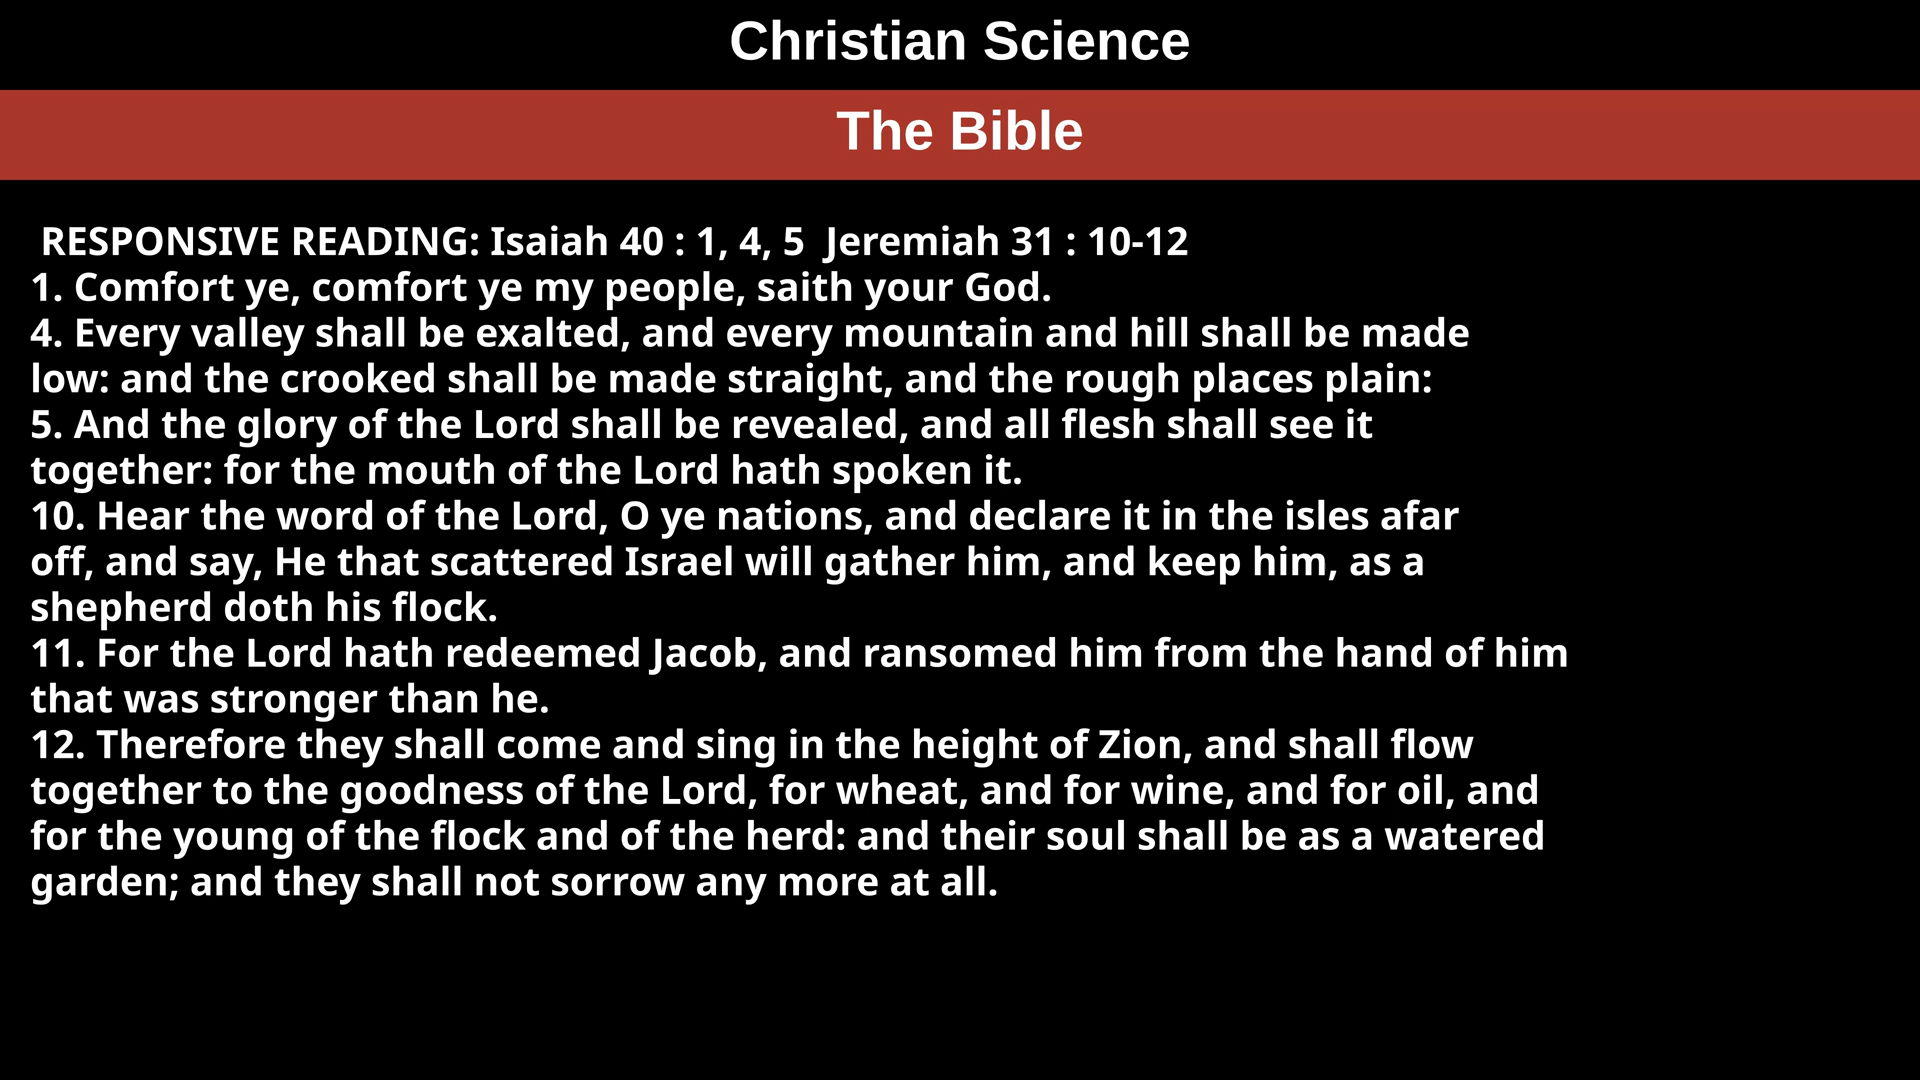 Christian Science
The Bible
RESPONSIVE READING: Isaiah 40 : 1, 4, 5  Jeremiah 31 : 10-12
1. Comfort ye, comfort ye my people, saith your God.
4. Every valley shall be exalted, and every mountain and hill shall be made
low: and the crooked shall be made straight, and the rough places plain:
5. And the glory of the Lord shall be revealed, and all flesh shall see it
together: for the mouth of the Lord hath spoken it.
10. Hear the word of the Lord, O ye nations, and declare it in the isles afar
off, and say, He that scattered Israel will gather him, and keep him, as a
shepherd doth his flock.
11. For the Lord hath redeemed Jacob, and ransomed him from the hand of him
that was stronger than he.
12. Therefore they shall come and sing in the height of Zion, and shall flow
together to the goodness of the Lord, for wheat, and for wine, and for oil, and
for the young of the flock and of the herd: and their soul shall be as a watered
garden; and they shall not sorrow any more at all.